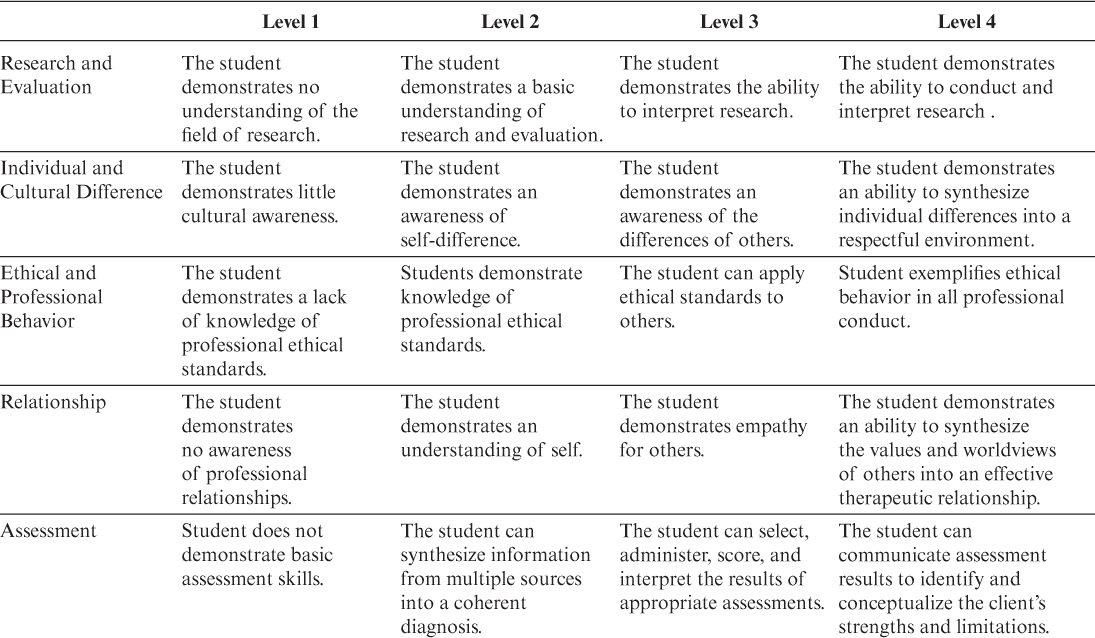 Level 1 Level 2 Level 3 Level 4
Research and Evaluation
The student
demonstrates no
understanding of the
field of research.
The student
demonstrates a basic
understanding of
research and evaluation.
The student
demonstrates the ability
to interpret research.
The student demonstrates
the ability to conduct and
interpret research .
Individual and
Cultural Difference
The student
demonstrates little
cultural awareness.
The student
demonstrates an
awareness of
self-difference.
The student
demonstrates an
awareness of the
differences of others.
The student demonstrates
an ability to synthesize
individual differences into a
respectful environment.
Ethical and
Professional
Behavior
The student
demonstrates a lack
of knowledge of
professional ethical
standards.
Students demonstrate
knowledge of
professional ethical
standards.
The student can apply
ethical standards to
others.
Student exemplifies ethical
behavior in all professional
conduct.
Relationship
The student
demonstrates
no awareness
of professional
relationships.
The student
demonstrates an
understanding of self.
The student
demonstrates empathy
for others.
The student demonstrates
an ability to synthesize
the values and worldviews
of others into an effective
therapeutic relationship.
Assessment
Student does not
demonstrate basic
assessment skills.
The student can
synthesize information
from multiple sources
into a coherent
diagnosis.
The student can select,
administer, score, and
interpret the results of
appropriate assessments.
The student can
communicate assessment
results to identify and
conceptualize the client’s
strengths and limitations.